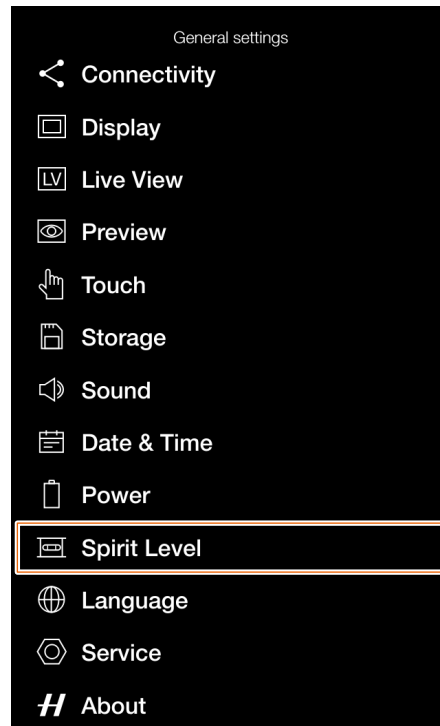 General settings
Connectivity
Display
LV Live View
Preview
Touch
Storage
Sound
Date & Time
Power
Spirit Level
Language
Service
H About